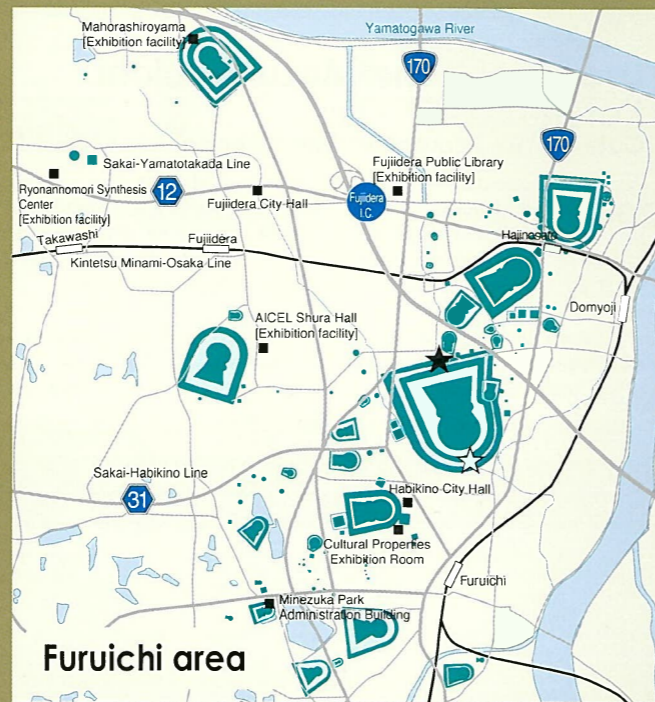 Mahorashiroyama
[Exhibition facility]
Yamatogawa River
170
170
Sakai-Yamatotakada Line
Ryonannomori Synthesis
Center
[Exhibition facility]
12
Fujiidera City Hall
Fujiidera
I.C.
Fujiidera Public Library
[Exhibition facility]
Takawashi
Fujiidera
Kintetsu Minami-Osaka Line
Hajinosato
Domyoji
AICEL Shura Hall
[Exhibition facility]
Sakai-Habikino Line
31
Habikino City Hall
Cultural Properties
Exhibition Room
Furuichi
Minezuka Park
Administration Building
Furuichi area